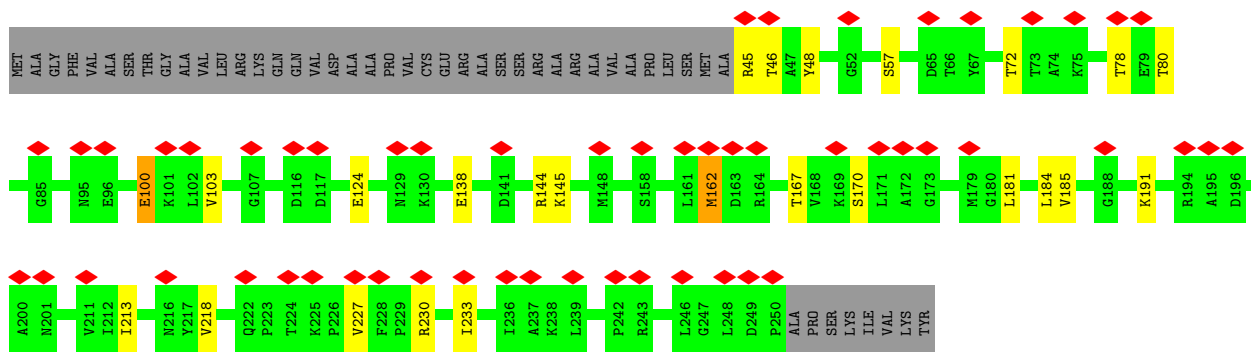 MET ALA GLY PHE VAL ALA SER THR GLY ALA VAL LEU ARG LYS GLN GLN VAL ASP ALA ALA PRO VAL CYS GLU ARG ALA SER SER ARG ALA ARG ALA VAL ALA PRO LEU SER MET ALA R45 T46 A47 Y48 G52 S57 D65 T66 Y67 T72 T73 A74 K75 T78 E79 T80
G85 N95 E96 E100 K101 L102 V103 G107 D116 D117 E124 N129 K130 E138 D141 R144 K145 M148 S158 L161 M162 D163 R164 T167 V168 K169 S170 L171 A172 G173 M179 G180 L181 L184 V185 G188 K191 R194 A195 D196
A200 N201 V211 I212 I213 N216 Y217 V218 Q222 P223 T224 K225 P226 V227 F228 P229 R230 I233 I236 A237 K238 L239 P242 R243 L246 G247 L248 D249 P250 ALA PRO SER LYS ILE VAL LYS TYR